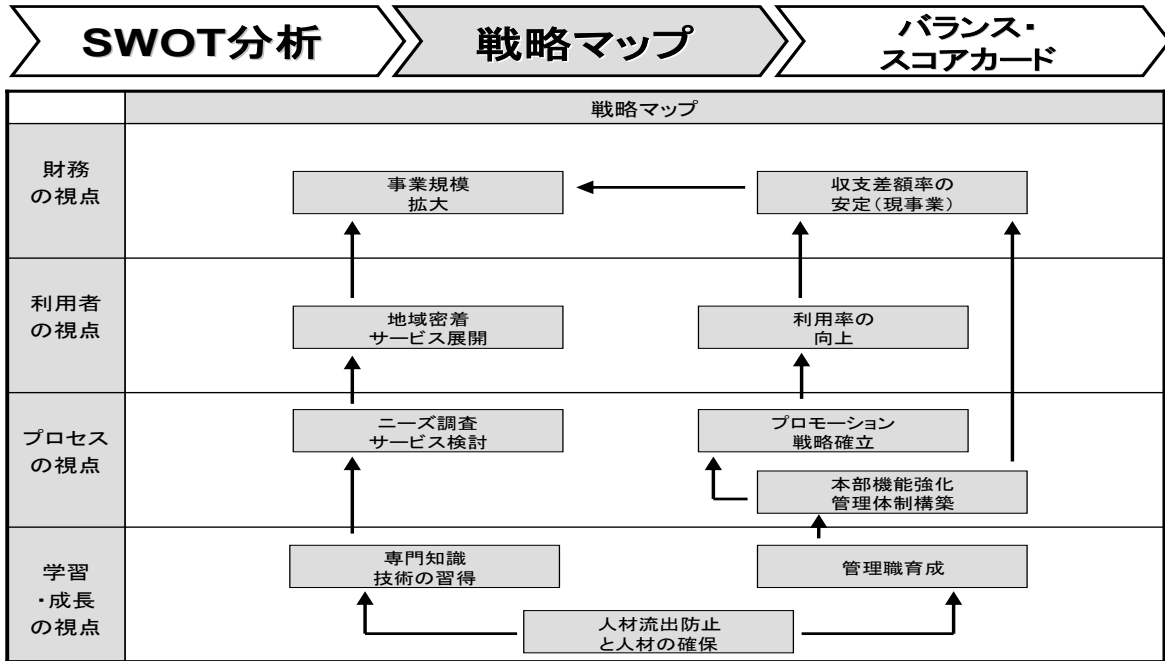 SWOT分析
戦略マップ
バランス・
スコアカード
戦略マップ
財務
の視点
事業規模
拡大
収支差額率の
安定(現事業)
利用者
の視点
地域密着
サービス展開
利用率の
向上
プロセス
の視点
ニーズ調査
サービス検討
プロモーション
戦略確立
本部機能強化
管理体制構築
学習
・成長
の視点
専門知識
技術の習得
管理職育成
人材流出防止
と人材の確保